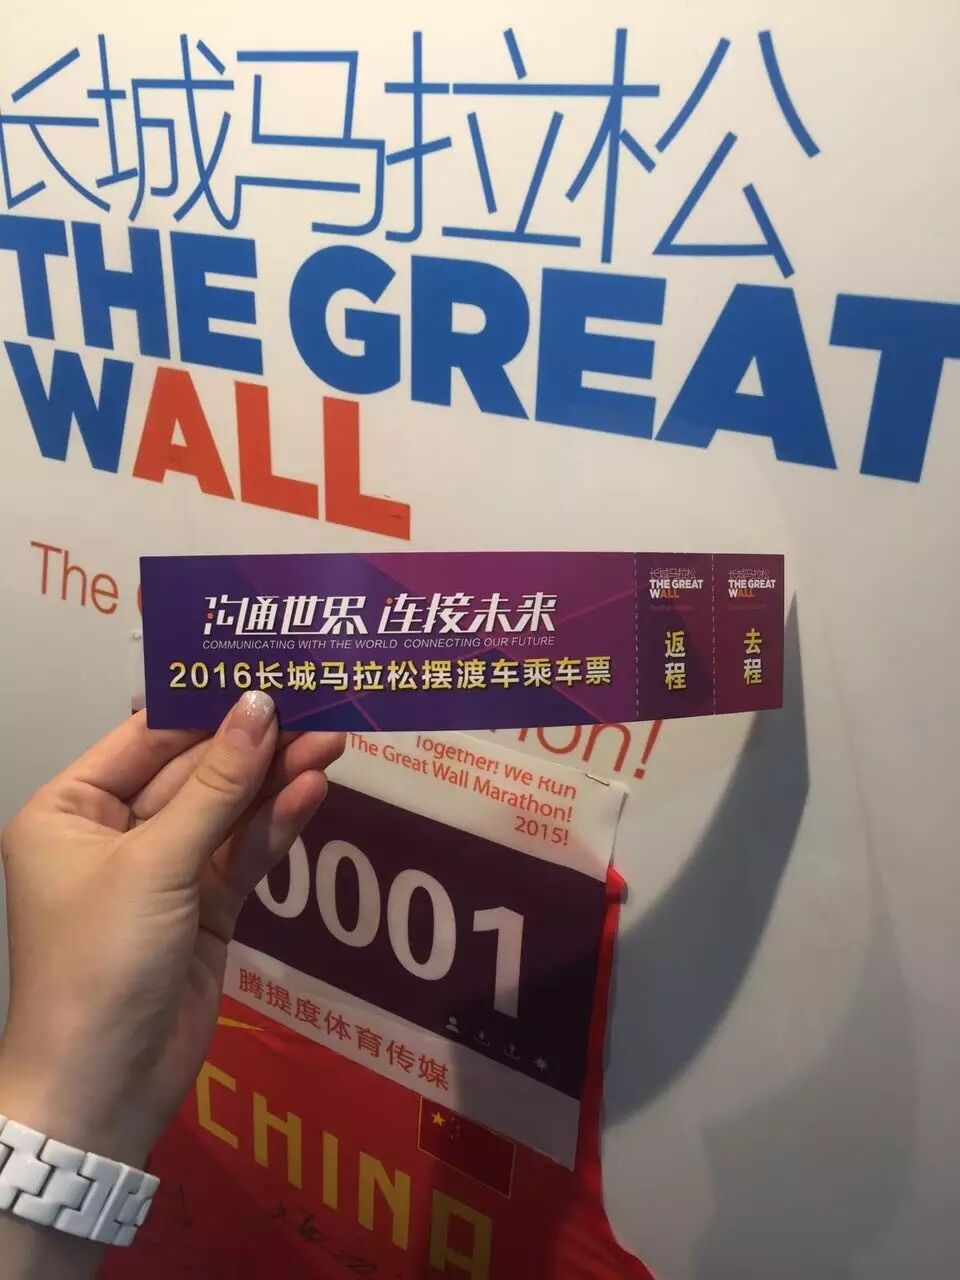 长城马拉松
THE GREAT
WALL
The
沟通世界 连接未来
COMMUNICATING WITH THE WORLD CONNECTING OUR FUTURE
2016长城马拉松摆渡车乘车票
长城马拉松
THE GREAT
WALL
返程
长城马拉松
THE GREAT
WALL
去程
Together! We Run
The Great Wall Marathon!
2015!
0001
腾提度体育传媒
CHINA